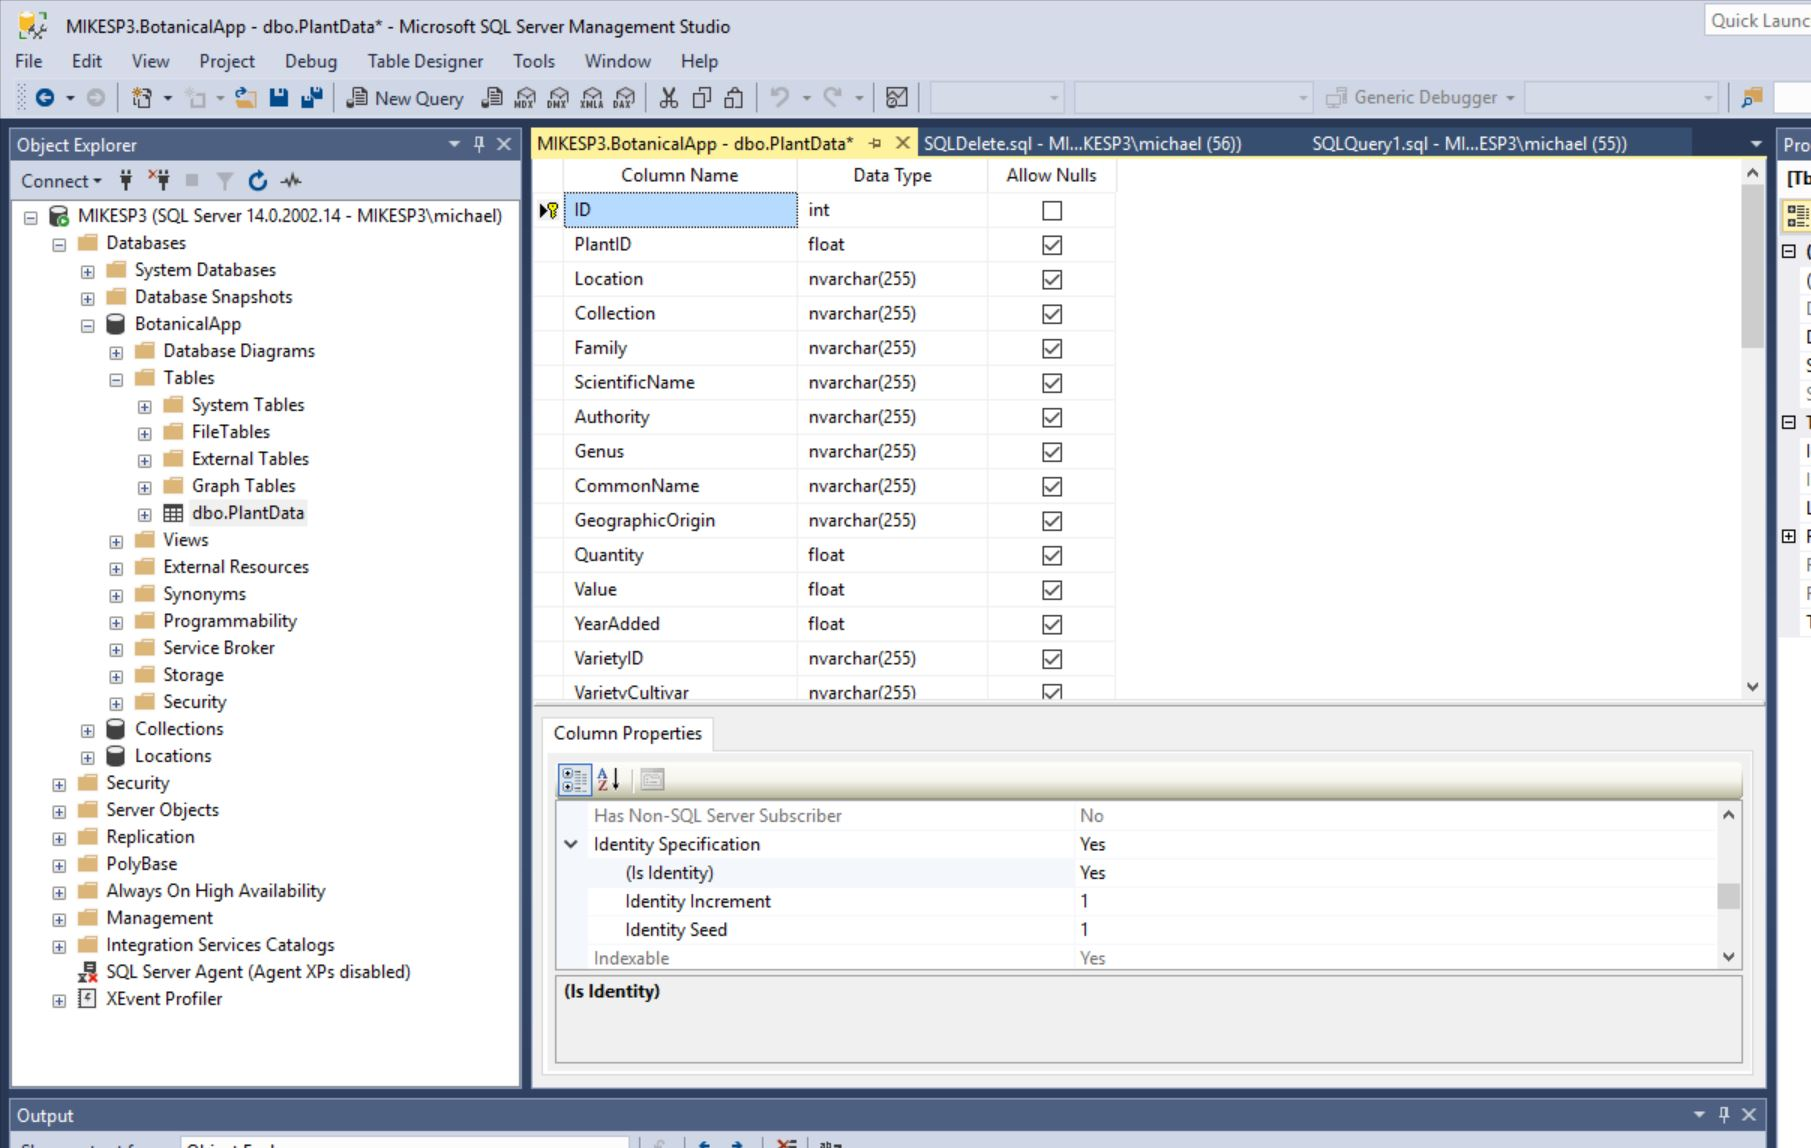 MIKESP3.BotanicalApp - dbo.PlantData* - Microsoft SQL Server Management Studio
Quick Launc
File Edit View Project Debug Table Designer Tools Window Help
New Query MDX DMX XMLA DAX Generic Debugger
Object Explorer
Connect
MIKESP3 (SQL Server 14.0.2002.14 - MIKESP3\michael)
Databases
System Databases
Database Snapshots
BotanicalApp
Database Diagrams
Tables
System Tables
FileTables
External Tables
Graph Tables
dbo.PlantData
Views
External Resources
Synonyms
Programmability
Service Broker
Storage
Security
Collections
Locations
Security
Server Objects
Replication
PolyBase
Always On High Availability
Management
Integration Services Catalogs
SQL Server Agent (Agent XPs disabled)
XEvent Profiler
MIKESP3.BotanicalApp - dbo.PlantData* SQLDelete.sql - MI...KESP3\michael (56)) SQLQuery1.sql - MI...ESP3\michael (55))
Column Name Data Type Allow Nulls
ID int
PlantID float
Location nvarchar(255)
Collection nvarchar(255)
Family nvarchar(255)
ScientificName nvarchar(255)
Authority nvarchar(255)
Genus nvarchar(255)
CommonName nvarchar(255)
GeographicOrigin nvarchar(255)
Quantity float
Value float
YearAdded float
VarietyID nvarchar(255)
VarietyCultivar nvarchar(255)
Column Properties
Has Non-SQL Server Subscriber No
Identity Specification Yes
(Is Identity) Yes
Identity Increment 1
Identity Seed 1
Indexable Yes
(Is Identity)
Pro
[Tb
Output